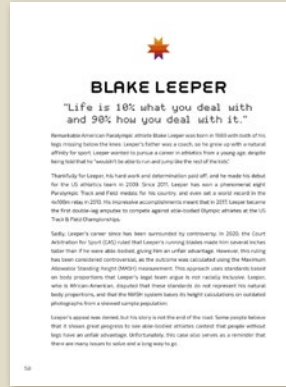 BLAKE LEEPER
"Life is 10% what you deal with
and 90% how you deal with it."
Remarkable American Paralympic athlete Blake Leeper was born in 1989 with both of his
legs missing below the knee. Leeper's father was a coach, so he grew up with a natural
affinity for sport. Leeper wanted to pursue a career in athletics from a young age, despite
being told that he "wouldn't be able to run and jump like the rest of the kids".
Thankfully for Leeper, his hard work and determination paid off, and he made his debut
for the US athletics team in 2009. Since 2011, Leeper has won a phenomenal eight
Paralympic Track and Field medals for his country, and even set a world record in the
4x100m relay in 2013. His impressive accomplishments meant that in 2017, Leeper became
the first double-leg amputee to compete against able-bodied Olympic athletes at the US
Track & Field Championships.
Sadly, Leeper's career since has been surrounded by controversy. In 2020, the Court
Arbitration for Sport (CAS) ruled that Leeper's running blades made him several inches
taller than if he were able-bodied, giving him an unfair advantage. However, this ruling
has been considered controversial, as the outcome was calculated using the Maximum
Allowable Standing Height (MASH) measurement. This approach uses standards based
on body proportions that Leeper's legal team argue is not racially inclusive. Leeper,
who is African-American, disputed that these standards do not represent his natural
body proportions, and that the MASH system bases its height calculations on outdated
photographs from a skewed sample population.
Leeper's appeal was denied, but his story is not the end of the road. Some people believe
that it shows great progress to see able-bodied athletes contest that people without
legs have an unfair advantage. Unfortunately, this case also serves as a reminder that
there are many issues to solve and a long way to go.